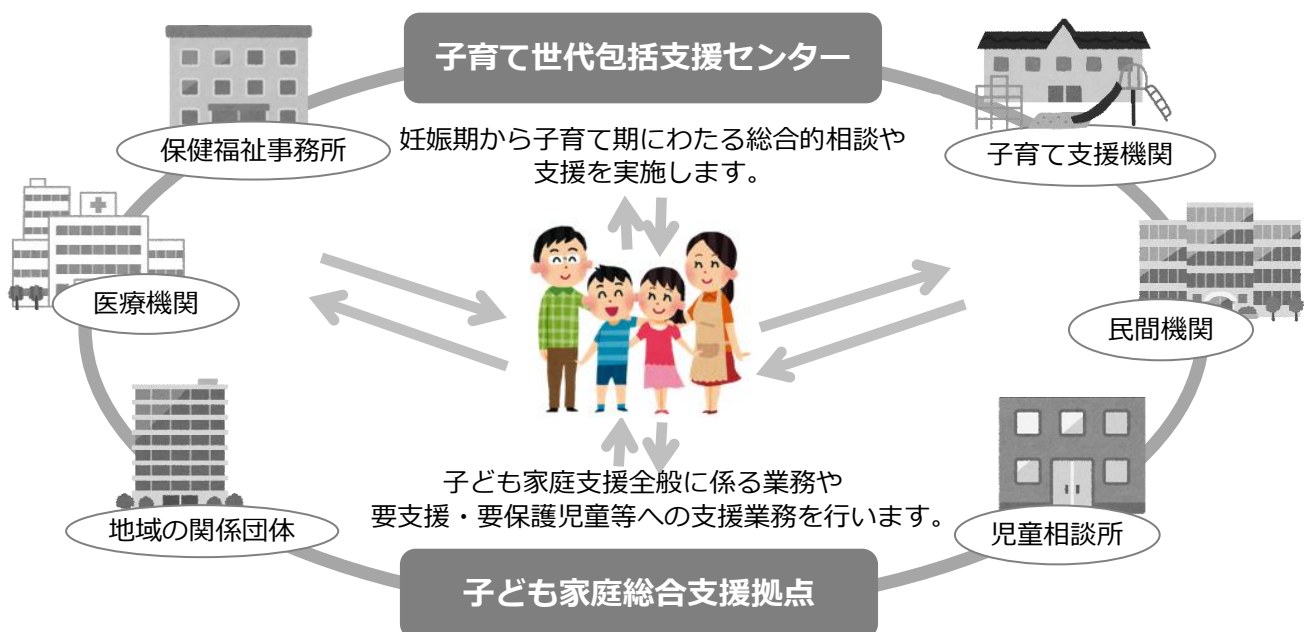 子育て世代包括支援センター
保健福祉事務所
妊娠期から子育て期にわたる総合的相談や
支援を実施します。
子育て支援機関
医療機関
民間機関
子ども家庭支援全般に係る業務や
要支援・要保護児童等への支援業務を行います。
地域の関係団体
児童相談所
子ども家庭総合支援拠点